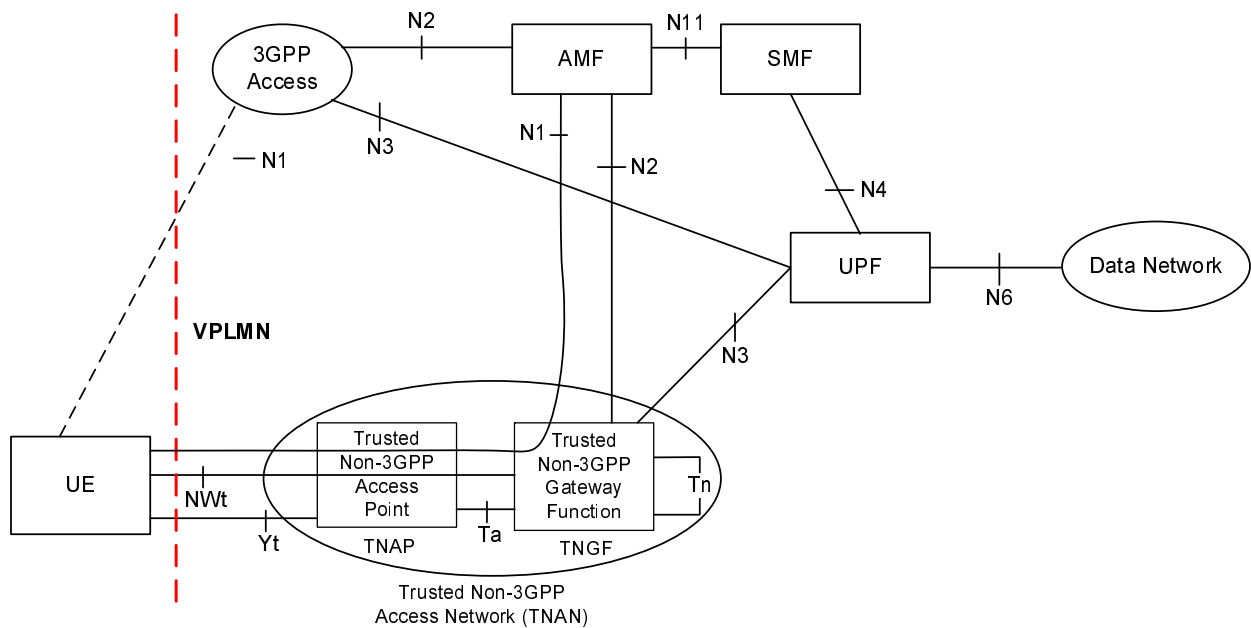 N2
N11
3GPP
Access
AMF
SMF
N1
N3
N1
N2
N4
UPF
Data Network
N6
VPLMN
N3
Trusted
Non-3GPP
Access
Point
Trusted
Non-3GPP
Gateway
Function
UE
NWt
Tn
Yt
Ta
TNAP
TNGF
Trusted Non-3GPP
Access Network (TNAN)